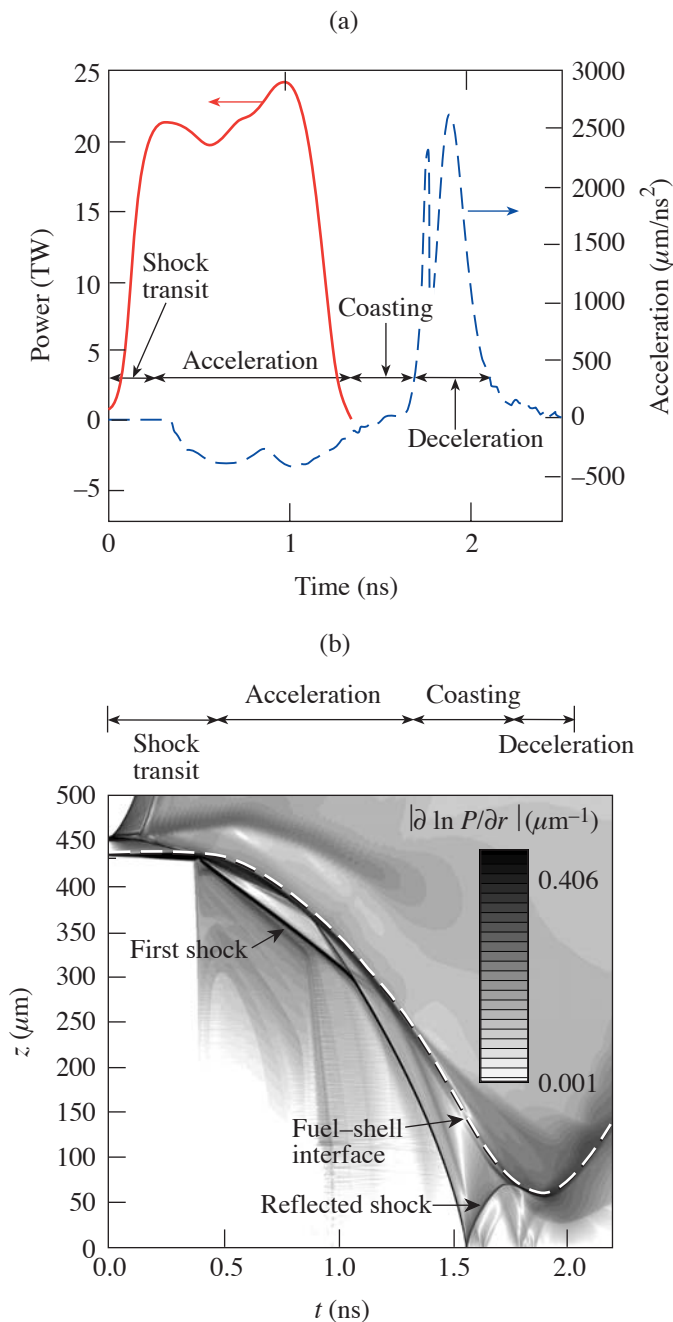 (a)
25
20
15
10
5
0
–5
Power (TW)
3000
2500
2000
1500
1000
500
0
–500
Acceleration (μm/ns²)
Shock
transit
Acceleration
Coasting
Deceleration
0
1
2
Time (ns)
(b)
Acceleration
Coasting
Shock
transit
Deceleration
500
450
400
350
300
250
200
150
100
50
0
z (μm)
|∂ ln P/∂r | (μm⁻¹)
0.406
0.001
First shock
Fuel–shell
interface
Reflected shock
0.0
0.5
1.0
1.5
2.0
t (ns)